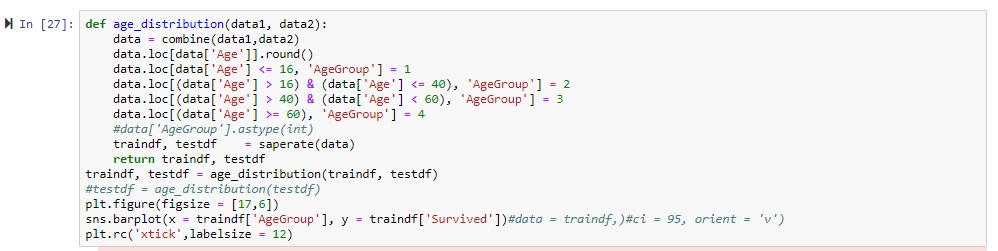 In [27]: def age_distribution(data1, data2):
    data = combine(data1,data2)
    data.loc[data['Age']].round()
    data.loc[data['Age'] <= 16, 'AgeGroup'] = 1
    data.loc[(data['Age'] > 16) & (data['Age'] <= 40), 'AgeGroup'] = 2
    data.loc[(data['Age'] > 40) & (data['Age'] < 60), 'AgeGroup'] = 3
    data.loc[(data['Age'] >= 60), 'AgeGroup'] = 4
    #data['AgeGroup'].astype(int)
    traindf, testdf    = saperate(data)
    return traindf, testdf
traindf, testdf = age_distribution(traindf, testdf)
#testdf = age_distribution(testdf)
plt.figure(figsize = [17,6])
sns.barplot(x = traindf['AgeGroup'], y = traindf['Survived'])#data = traindf,)#ci = 95, orient = 'v')
plt.rc('xtick',labelsize = 12)